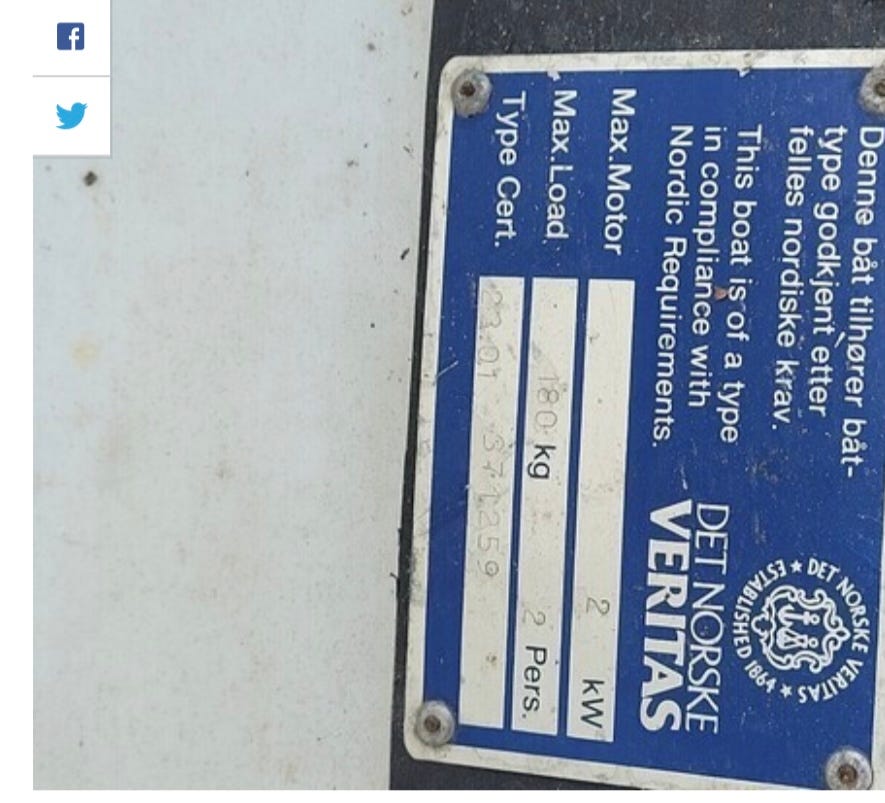 Denne båt tilhører båt-
type godkjent etter
felles nordiske krav.
This boat is of a type
in compliance with
Nordic Requirements.
★ DET NORSKE VERITAS ★ ESTABLISHED 1864
DET NORSKE
VERITAS
Max.Motor 2 kW
Max.Load 180 kg 2 Pers.
Type Cert.